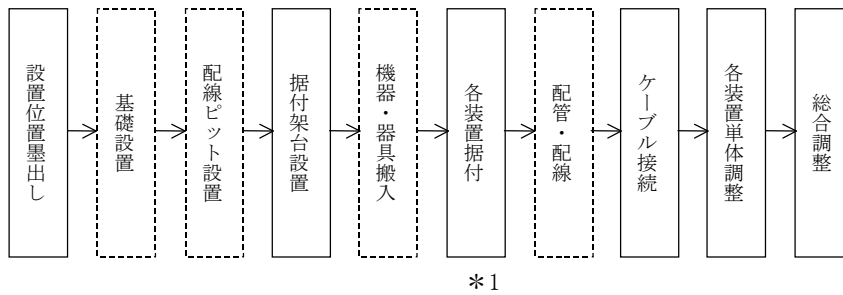 設置位置墨出し
基礎設置
配線ピット設置
据付架台設置
機器・器具搬入
各装置据付
配管・配線
ケーブル接続
各装置単体調整
総合調整
＊1